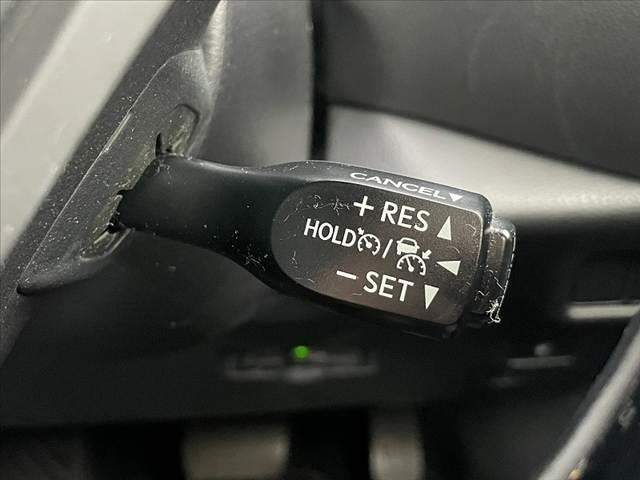 CANCEL▼
+ RES ▲
HOLD / ◀
− SET ▼